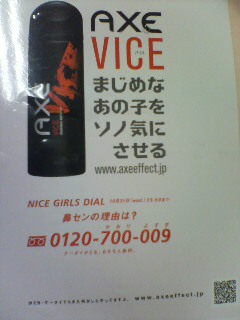 AXE
VICE
まじめな
あの子を
ソノ気に
させる
www.axeeffect.jp
NICE GIRLS DIAL
鼻センの理由は？
0120-700-009
www.axeeffect.jp